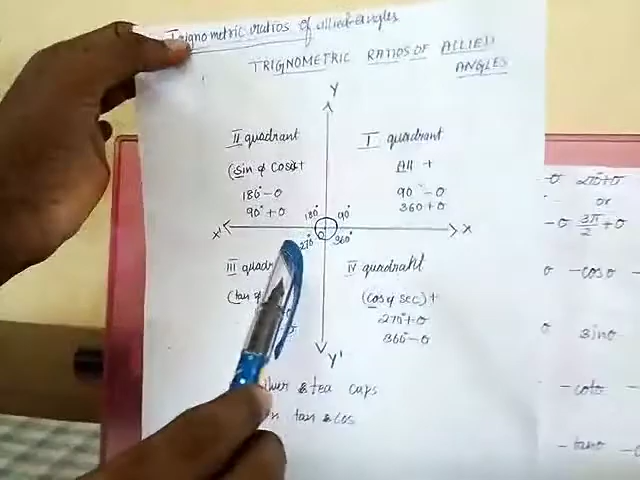 Trignometric ratios of allied angles
TRIGNOMETRIC RATIOS OF ALLIED
ANGLES
Y
II quadrant
I quadrant
(sin & cosec +
All +
180° - θ
90° - θ
90° + θ
360 + θ
180°
90°
X'
X
270°
360°
III
IV quadrant
(tan &
(cos & sec) +
270° + θ
360° - θ
Y'
& tea cups
tan & cos
-θ 270+θ
or
-θ 3π/2 + θ
θ -cosθ
θ sinθ
-cotθ
-tanθ